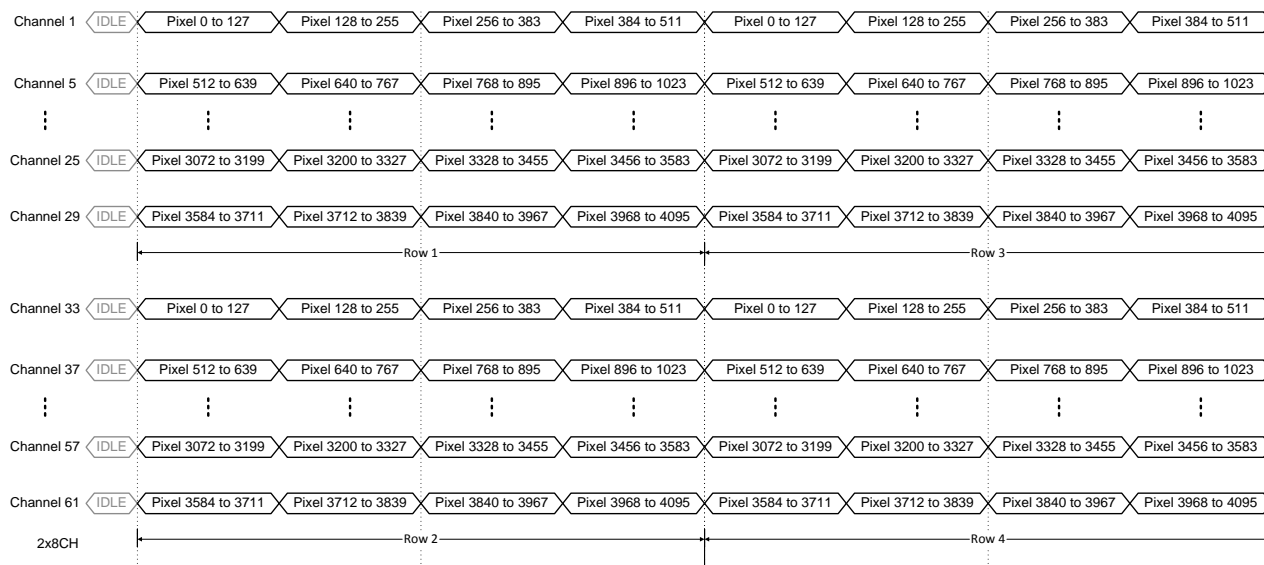 Channel 1 IDLE Pixel 0 to 127 Pixel 128 to 255 Pixel 256 to 383 Pixel 384 to 511 Pixel 0 to 127 Pixel 128 to 255 Pixel 256 to 383 Pixel 384 to 511
Channel 5 IDLE Pixel 512 to 639 Pixel 640 to 767 Pixel 768 to 895 Pixel 896 to 1023 Pixel 512 to 639 Pixel 640 to 767 Pixel 768 to 895 Pixel 896 to 1023
Channel 25 IDLE Pixel 3072 to 3199 Pixel 3200 to 3327 Pixel 3328 to 3455 Pixel 3456 to 3583 Pixel 3072 to 3199 Pixel 3200 to 3327 Pixel 3328 to 3455 Pixel 3456 to 3583
Channel 29 IDLE Pixel 3584 to 3711 Pixel 3712 to 3839 Pixel 3840 to 3967 Pixel 3968 to 4095 Pixel 3584 to 3711 Pixel 3712 to 3839 Pixel 3840 to 3967 Pixel 3968 to 4095
Row 1 Row 3
Channel 33 IDLE Pixel 0 to 127 Pixel 128 to 255 Pixel 256 to 383 Pixel 384 to 511 Pixel 0 to 127 Pixel 128 to 255 Pixel 256 to 383 Pixel 384 to 511
Channel 37 IDLE Pixel 512 to 639 Pixel 640 to 767 Pixel 768 to 895 Pixel 896 to 1023 Pixel 512 to 639 Pixel 640 to 767 Pixel 768 to 895 Pixel 896 to 1023
Channel 57 IDLE Pixel 3072 to 3199 Pixel 3200 to 3327 Pixel 3328 to 3455 Pixel 3456 to 3583 Pixel 3072 to 3199 Pixel 3200 to 3327 Pixel 3328 to 3455 Pixel 3456 to 3583
Channel 61 IDLE Pixel 3584 to 3711 Pixel 3712 to 3839 Pixel 3840 to 3967 Pixel 3968 to 4095 Pixel 3584 to 3711 Pixel 3712 to 3839 Pixel 3840 to 3967 Pixel 3968 to 4095
2x8CH Row 2 Row 4